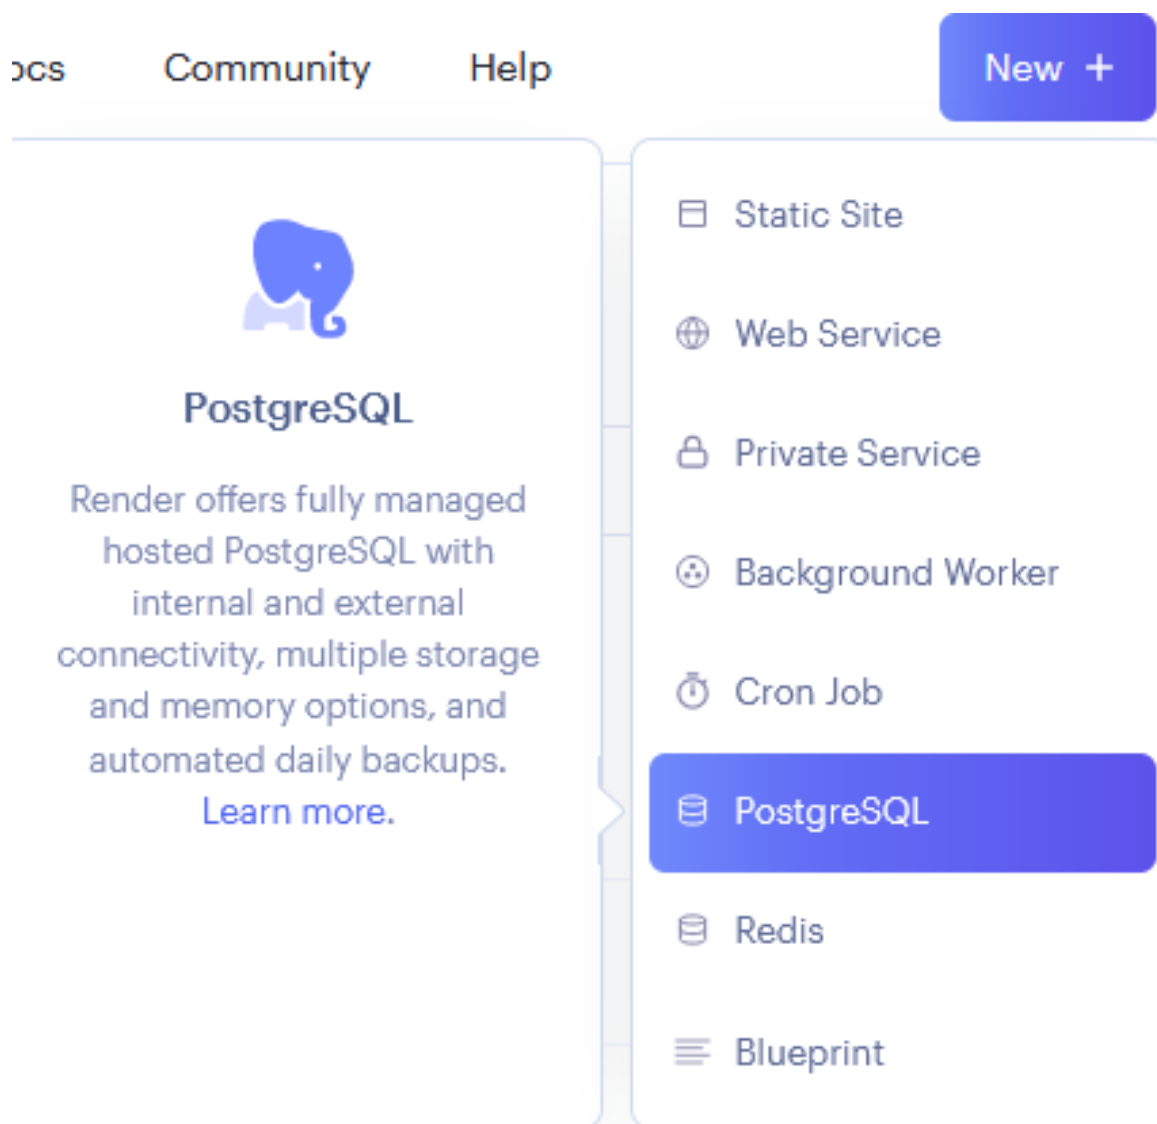 ocs Community Help New +
PostgreSQL
Render offers fully managed
hosted PostgreSQL with
internal and external
connectivity, multiple storage
and memory options, and
automated daily backups.
Learn more.
Static Site
Web Service
Private Service
Background Worker
Cron Job
PostgreSQL
Redis
Blueprint